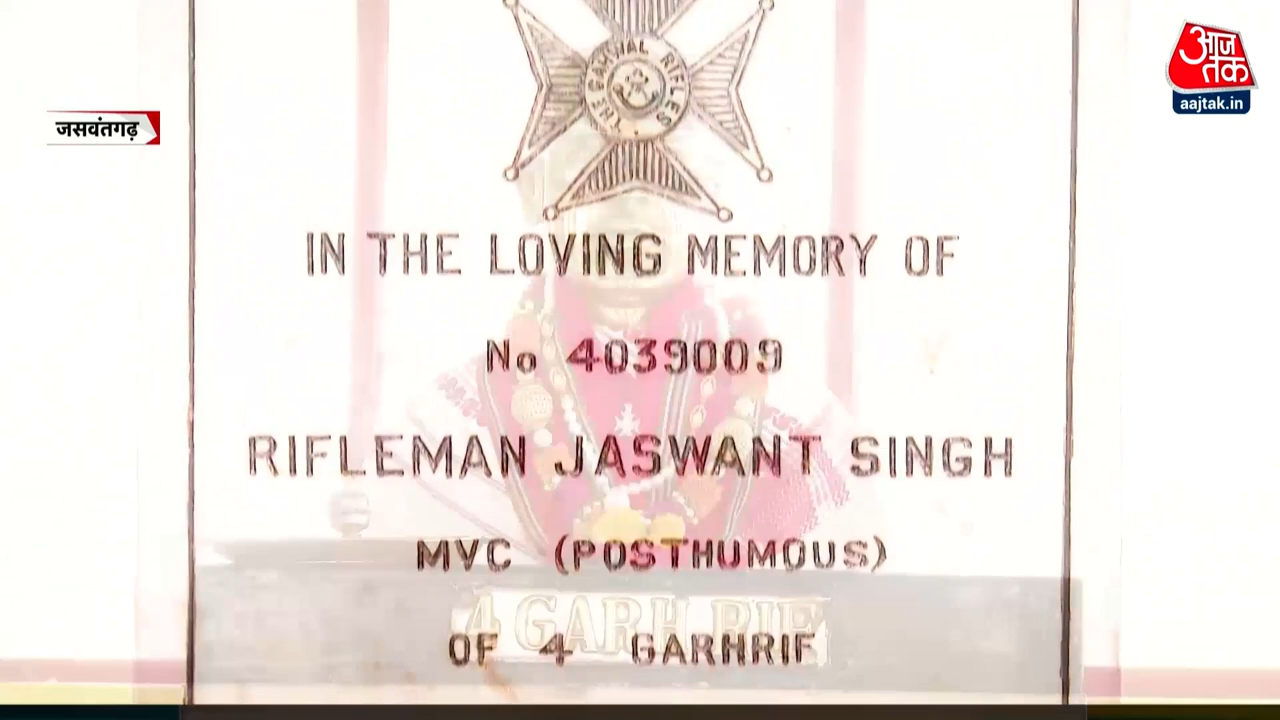 आज
तक
aajtak.in
जसवंतगढ़
THE GARHWAL RIFLES
IN THE LOVING MEMORY OF
No 4039009
RIFLEMAN JASWANT SINGH
MVC (POSTHUMOUS)
4 GARH RIF
OF 4 GARHRIF